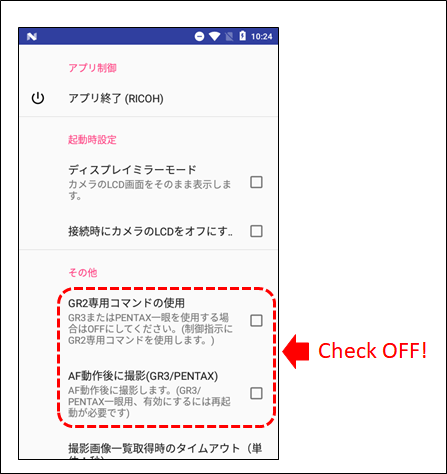 10:24
アプリ制御
アプリ終了 (RICOH)
起動時設定
ディスプレイミラーモード
カメラのLCD画面をそのまま表示しま
す。
接続時にカメラのLCDをオフにす..
その他
GR2専用コマンドの使用
GR3またはPENTAX一眼を使用する場
合はOFFにしてください。(制御指示に
GR2専用コマンドを使用します。)
Check OFF!
AF動作後に撮影(GR3/PENTAX)
AF動作後に撮影します。(GR3/
PENTAX一眼用、有効にするには再起
動が必要です)
撮影画像一覧取得時のタイムアウト（単